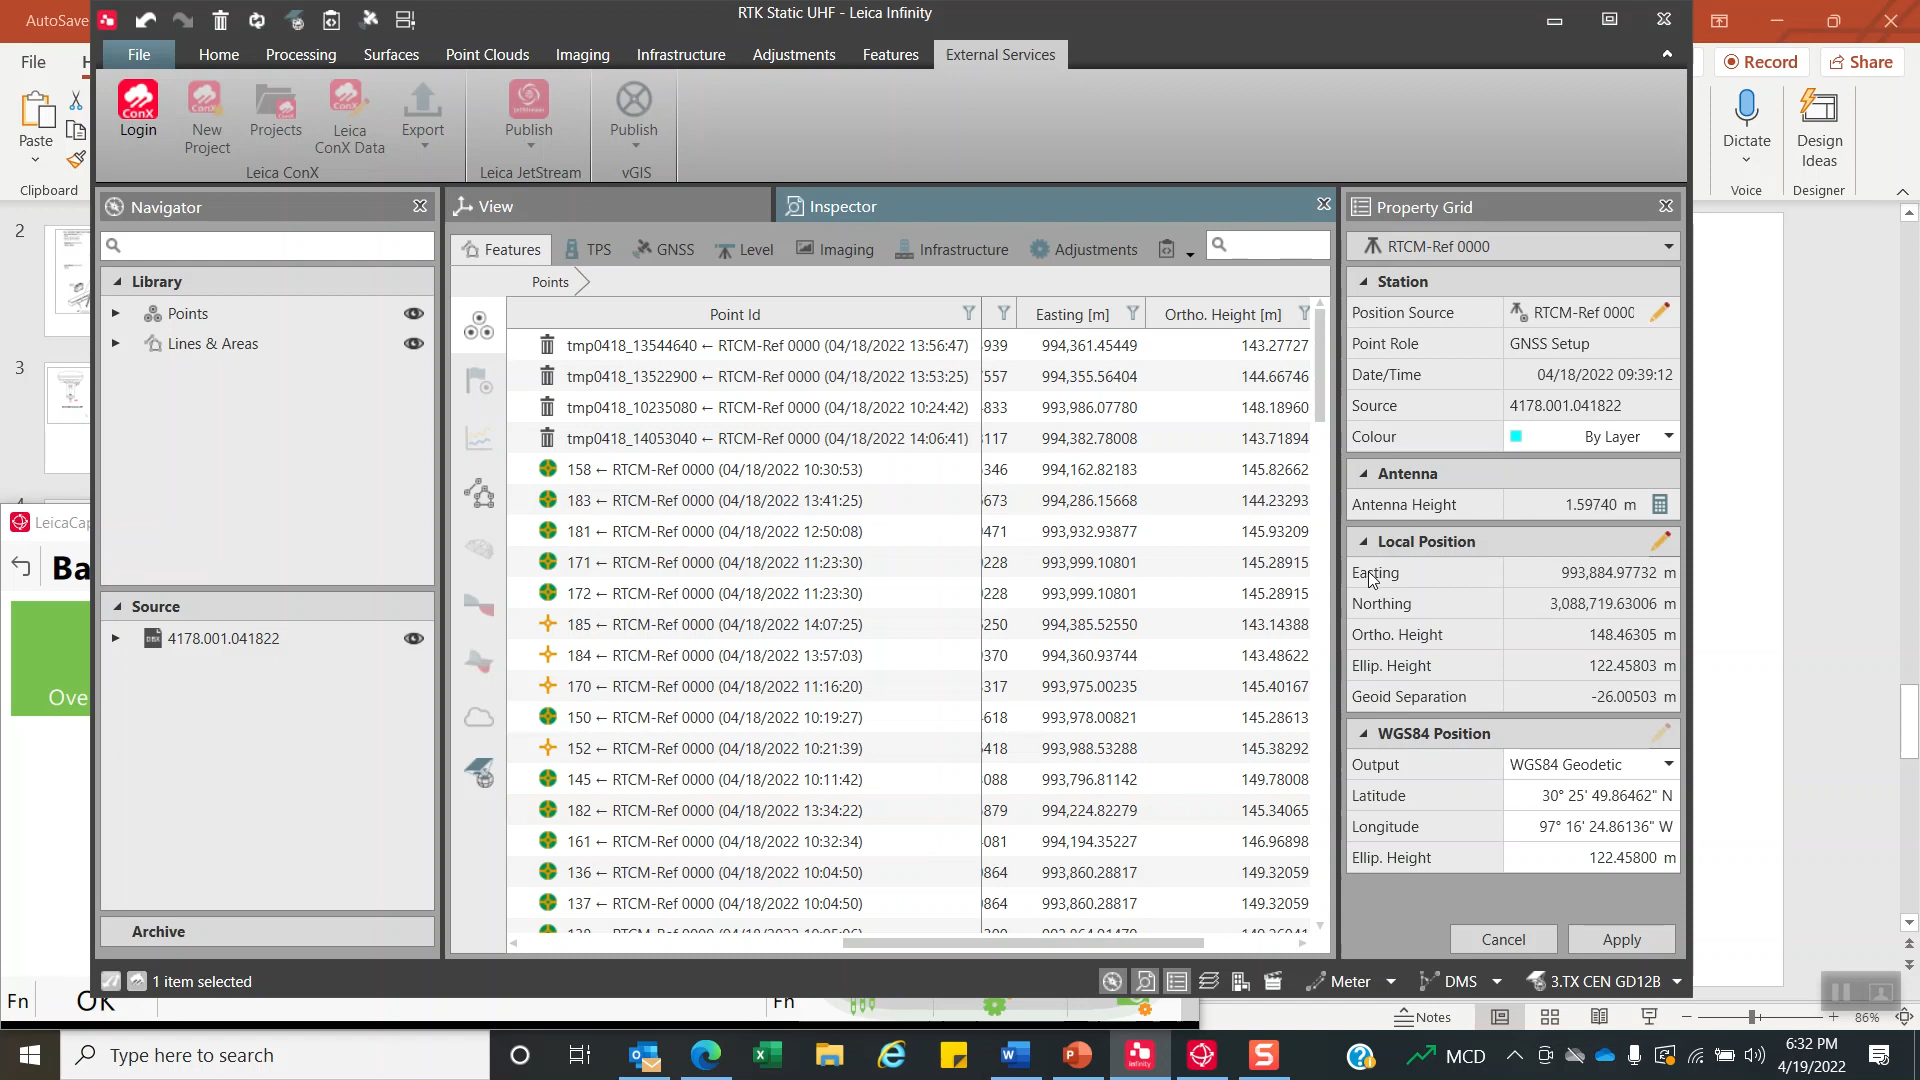 AutoSave
RTK Static UHF - Leica Infinity
File
File
Home
Processing
Surfaces
Point Clouds
Imaging
Infrastructure
Adjustments
Features
External Services
Record
Share
Paste
Clipboard
ConX
Login
ConX
New
Project
Projects
ConX
Leica
ConX Data
Export
Leica ConX
JetStream
Publish
Leica JetStream
Publish
vGIS
Dictate
Voice
Design
Ideas
Designer
Navigator
Library
Points
Lines & Areas
Source
4178.001.041822
Archive
View
Inspector
Features
TPS
GNSS
Level
Imaging
Infrastructure
Adjustments
Points
Point Id
Easting [m]
Ortho. Height [m]
tmp0418_13544640 ← RTCM-Ref 0000 (04/18/2022 13:56:47) 939 994,361.45449 143.27727
tmp0418_13522900 ← RTCM-Ref 0000 (04/18/2022 13:53:25) 557 994,355.56404 144.66746
tmp0418_10235080 ← RTCM-Ref 0000 (04/18/2022 10:24:42) 833 993,986.07780 148.18960
tmp0418_14053040 ← RTCM-Ref 0000 (04/18/2022 14:06:41) 117 994,382.78008 143.71894
158 ← RTCM-Ref 0000 (04/18/2022 10:30:53) 346 994,162.82183 145.82662
183 ← RTCM-Ref 0000 (04/18/2022 13:41:25) 673 994,286.15668 144.23293
181 ← RTCM-Ref 0000 (04/18/2022 12:50:08) 471 993,932.93877 145.93209
171 ← RTCM-Ref 0000 (04/18/2022 11:23:30) 228 993,999.10801 145.28915
172 ← RTCM-Ref 0000 (04/18/2022 11:23:30) 228 993,999.10801 145.28915
185 ← RTCM-Ref 0000 (04/18/2022 14:07:25) 250 994,385.52550 143.14388
184 ← RTCM-Ref 0000 (04/18/2022 13:57:03) 370 994,360.93744 143.48622
170 ← RTCM-Ref 0000 (04/18/2022 11:16:20) 317 993,975.00235 145.40167
150 ← RTCM-Ref 0000 (04/18/2022 10:19:27) 618 993,978.00821 145.28613
152 ← RTCM-Ref 0000 (04/18/2022 10:21:39) 418 993,988.53288 145.38292
145 ← RTCM-Ref 0000 (04/18/2022 10:11:42) 088 993,796.81142 149.78008
182 ← RTCM-Ref 0000 (04/18/2022 13:34:22) 879 994,224.82279 145.34065
161 ← RTCM-Ref 0000 (04/18/2022 10:32:34) 081 994,194.35227 146.96898
136 ← RTCM-Ref 0000 (04/18/2022 10:04:50) 864 993,860.28817 149.32059
137 ← RTCM-Ref 0000 (04/18/2022 10:04:50) 864 993,860.28817 149.32059
Property Grid
RTCM-Ref 0000
Station
Position Source RTCM-Ref 0000
Point Role GNSS Setup
Date/Time 04/18/2022 09:39:12
Source 4178.001.041822
Colour By Layer
Antenna
Antenna Height 1.59740 m
Local Position
Easting 993,884.97732 m
Northing 3,088,719.63006 m
Ortho. Height 148.46305 m
Ellip. Height 122.45803 m
Geoid Separation -26.00503 m
WGS84 Position
Output WGS84 Geodetic
Latitude 30° 25' 49.86462" N
Longitude 97° 16' 24.86136" W
Ellip. Height 122.45800 m
Cancel
Apply
2
3
4
LeicaCap
Ba
Ove
1 item selected
Meter
DMS
3.TX CEN GD12B
Fn
OK
Fn
Notes
86%
Type here to search
MCD
6:32 PM
4/19/2022